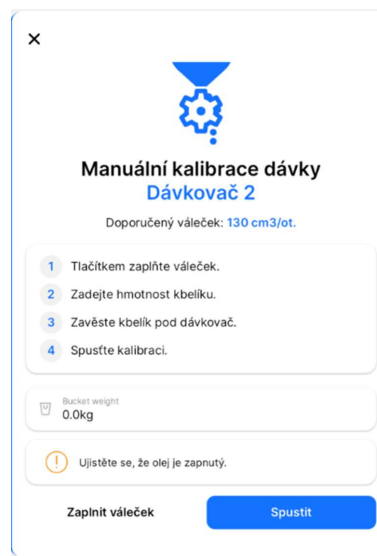 Manuální kalibrace dávky
Dávkovač 2
Doporučený váleček: 130 cm3/ot.
1 Tlačítkem zaplňte váleček.
2 Zadejte hmotnost kbelíku.
3 Zavěste kbelík pod dávkovač.
4 Spusťte kalibraci.
Bucket weight
0.0kg
Ujistěte se, že olej je zapnutý.
Zaplnit váleček Spustit